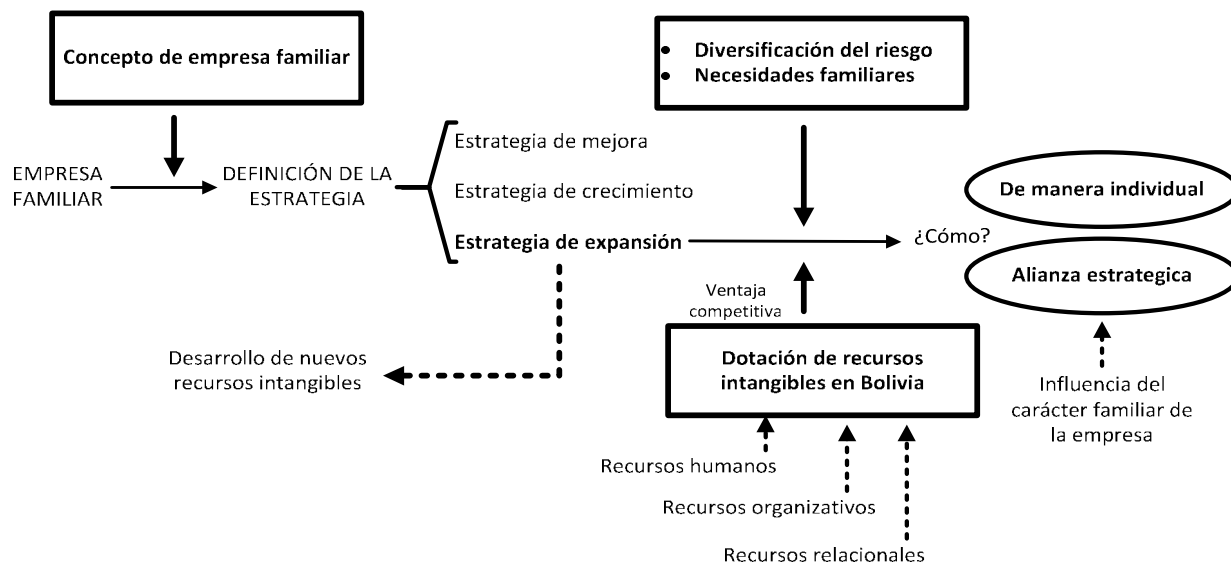 Concepto de empresa familiar
• Diversificación del riesgo
• Necesidades familiares
EMPRESA
FAMILIAR
DEFINICIÓN DE LA
ESTRATEGIA
Estrategia de mejora
Estrategia de crecimiento
Estrategia de expansión
¿Cómo?
De manera individual
Alianza estrategica
Ventaja
competitiva
Desarrollo de nuevos
recursos intangibles
Dotación de recursos
intangibles en Bolivia
Influencia del
carácter familiar de
la empresa
Recursos humanos
Recursos organizativos
Recursos relacionales